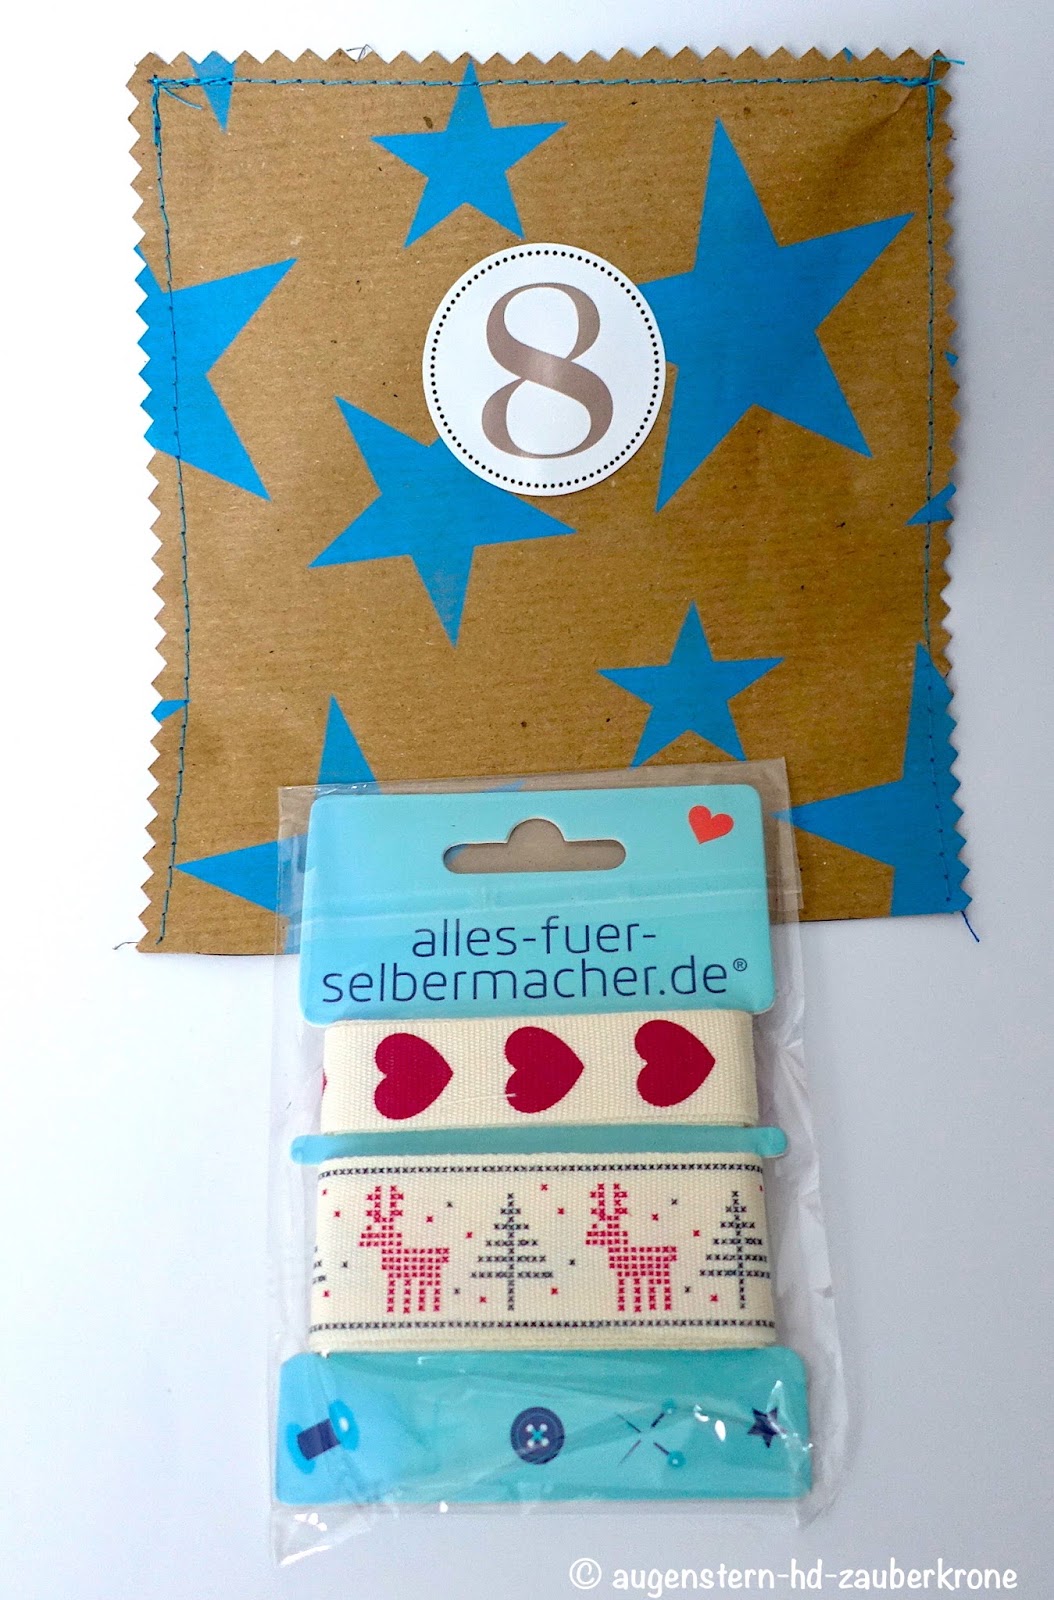 8
alles-fuer-
selbermacher.de®
© augenstern-hd-zauberkrone